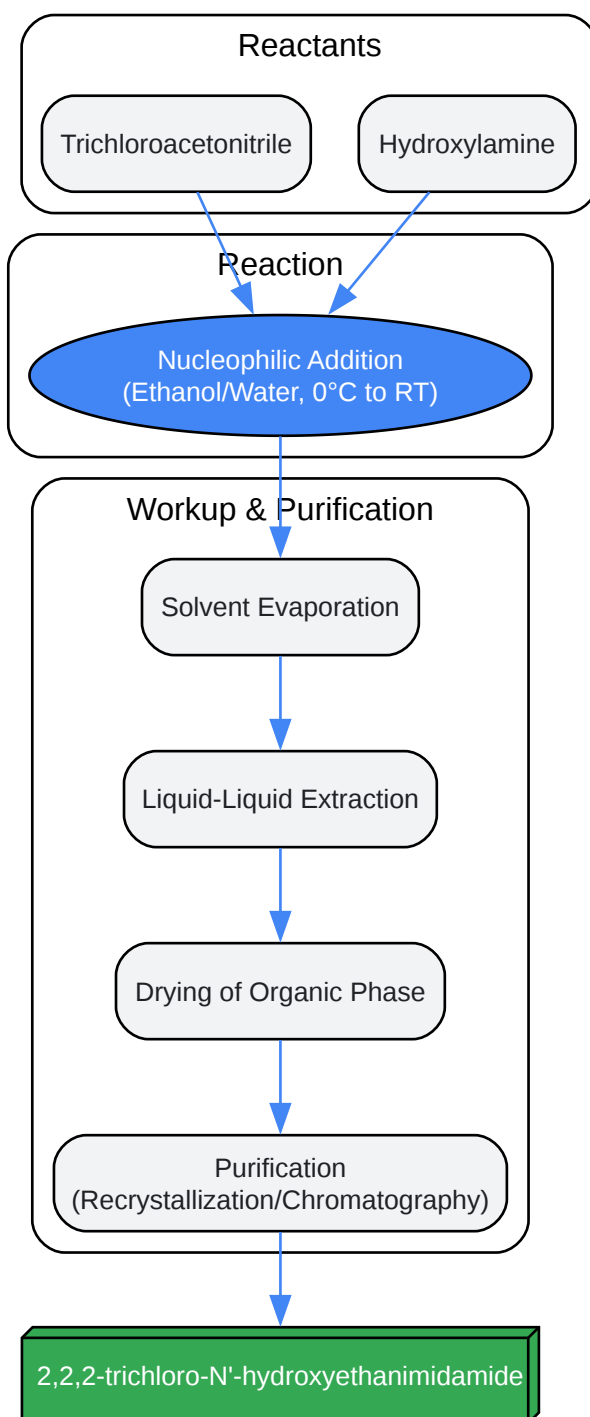 Reactants
Trichloroacetonitrile
Hydroxylamine
Reaction
Nucleophilic Addition
(Ethanol/Water, 0°C to RT)
Workup & Purification
Solvent Evaporation
Liquid-Liquid Extraction
Drying of Organic Phase
Purification
(Recrystallization/Chromatography)
2,2,2-trichloro-N'-hydroxyethanimidamide